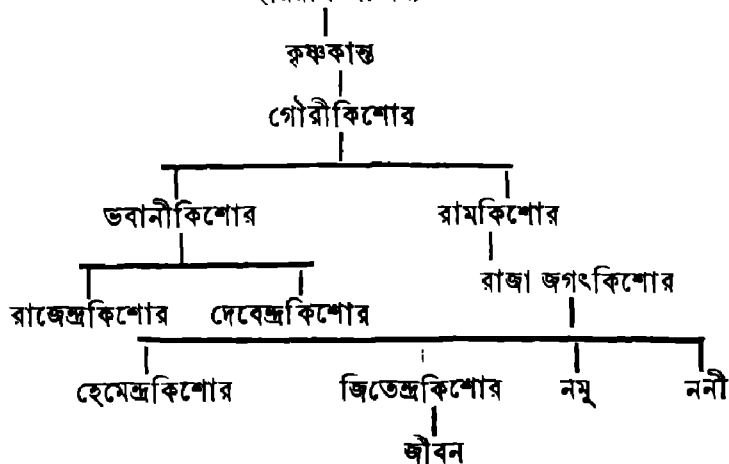 কৃষ্ণকান্ত
গৌরীকিশোর
ভবানীকিশোর রামকিশোর
রাজা জগৎকিশোর
রাজেন্দ্রকিশোর দেবেন্দ্রকিশোর
হেমেন্দ্রকিশোর জিতেন্দ্রকিশোর নমূ ননী
জীবন